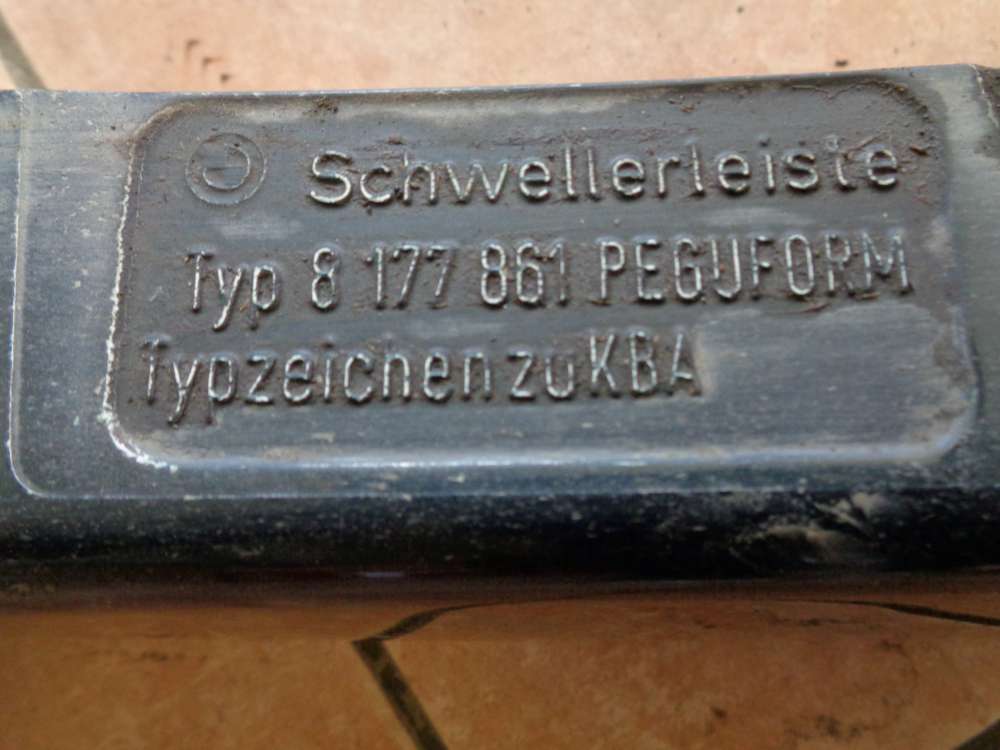 Schwellerleiste
Typ 8 177 861 PEGUFORM
Typzeichen zu KBA